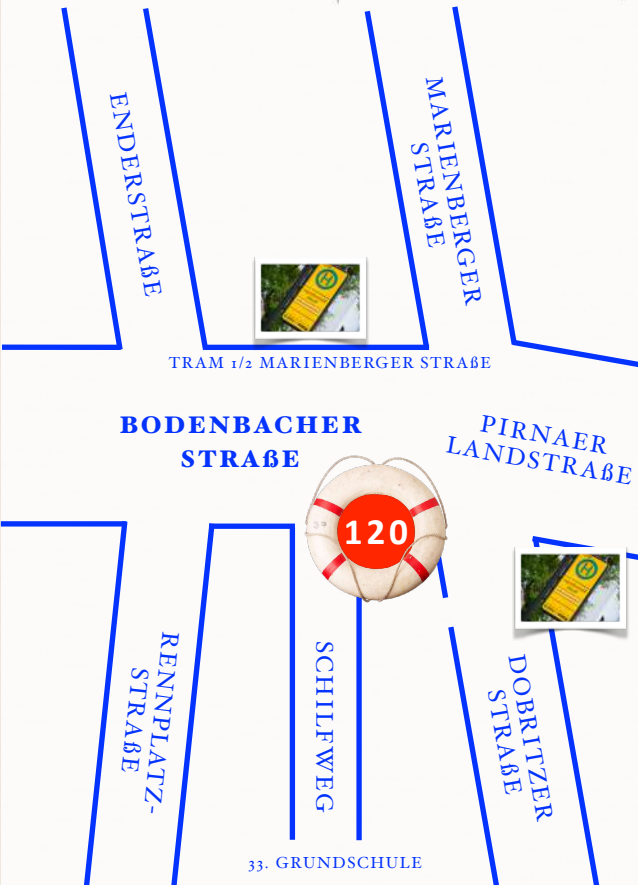 ENDERSTRAßE
MARIENBERGER
STRAßE
TRAM 1/2 MARIENBERGER STRAßE
BODENBACHER
STRAßE
PIRNAER
LANDSTRAßE
120
RENNPLATZ-
STRAßE
SCHILFWEG
DOBRITZER
STRAßE
33. GRUNDSCHULE